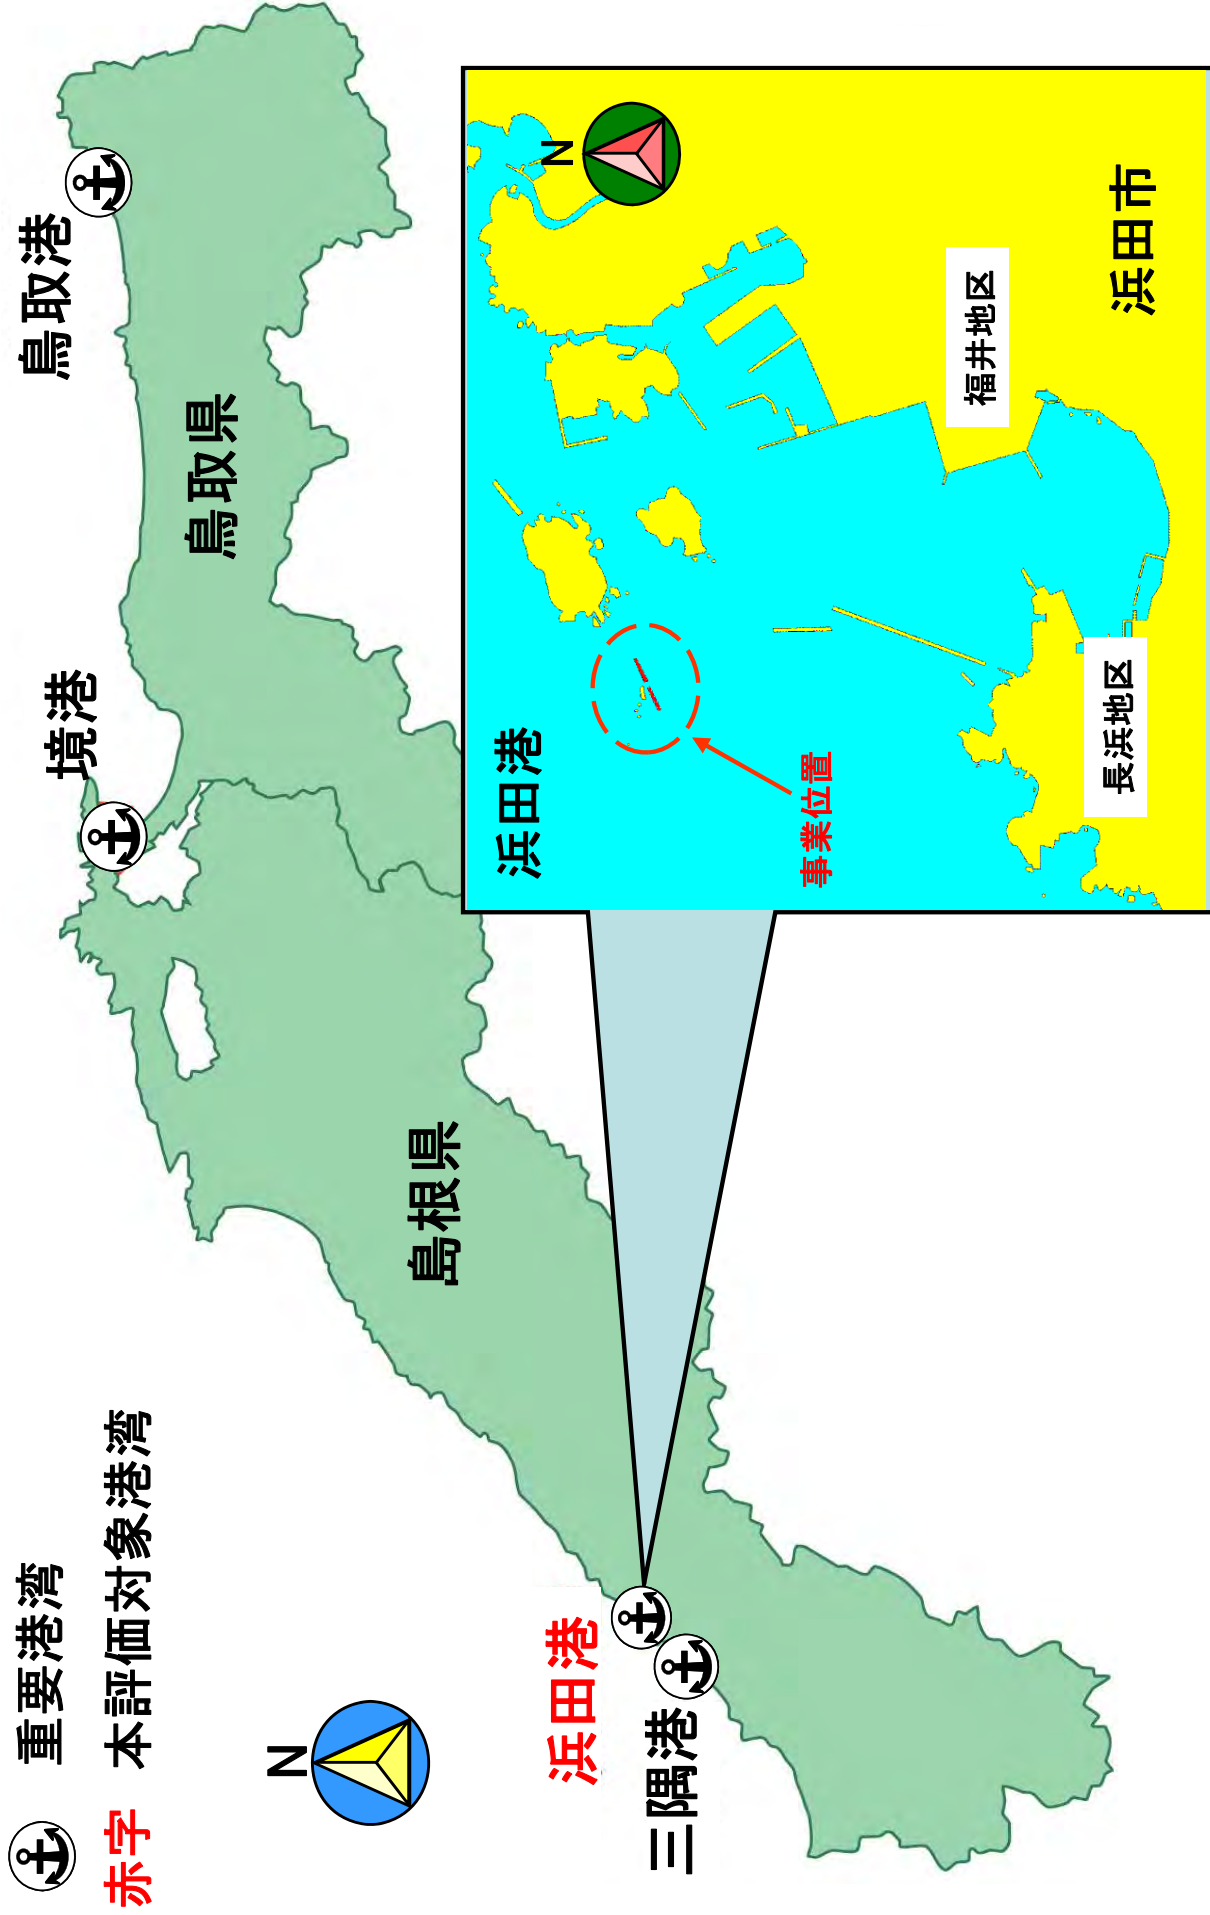 重要港湾
赤字 本評価対象港湾
N
鳥取港
境港
鳥取県
島根県
浜田港
三隅港
浜田港
N
事業位置
福井地区
長浜地区
浜田市